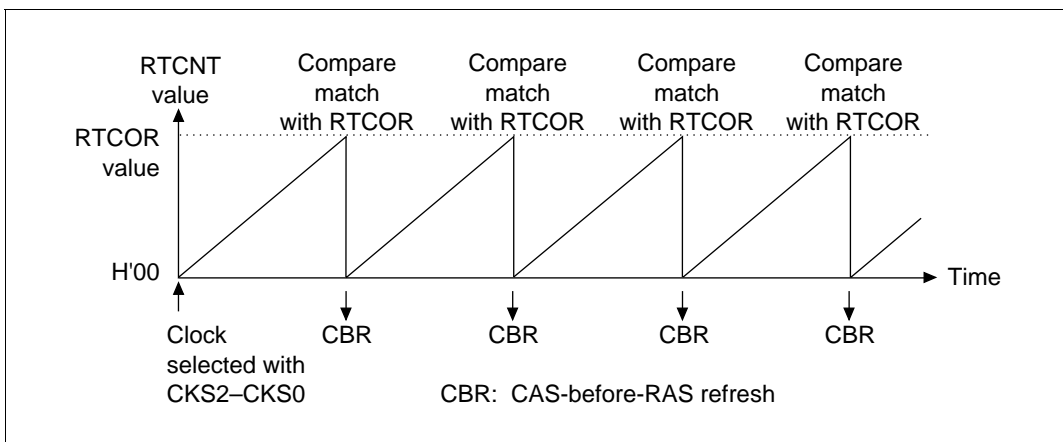 RTCNT
value
Compare
match
with RTCOR
Compare
match
with RTCOR
Compare
match
with RTCOR
Compare
match
with RTCOR
RTCOR
value
H'00
Time
Clock
selected with
CKS2–CKS0
CBR
CBR
CBR
CBR
CBR: CAS-before-RAS refresh